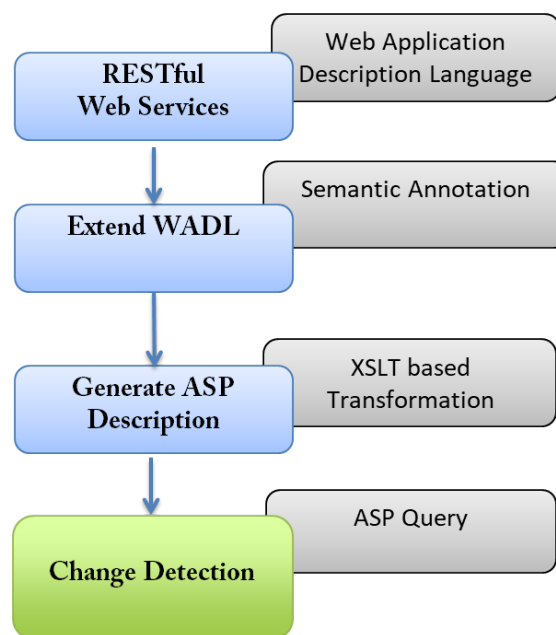 Web Application
Description Language
RESTful
Web Services
Semantic Annotation
Extend WADL
XSLT based
Transformation
Generate ASP
Description
ASP Query
Change Detection